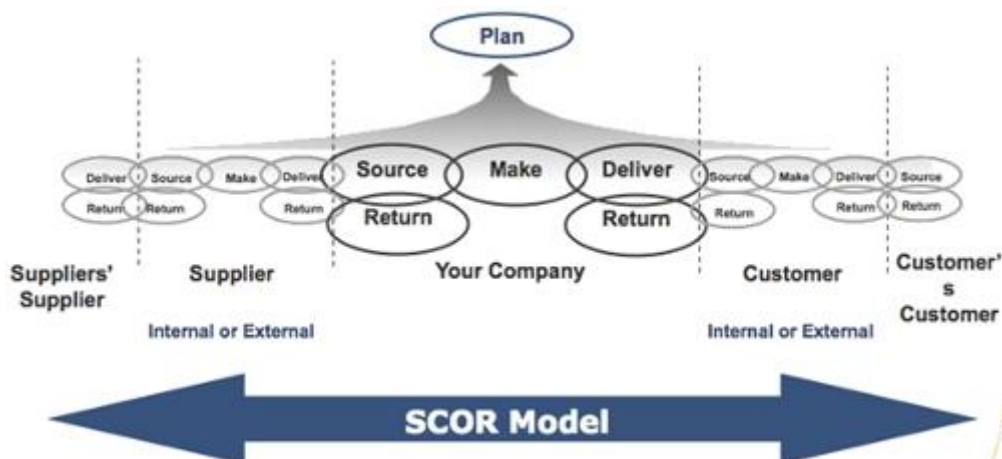 Plan
Deliver Source Make Deliver Source Make Deliver Source Make Deliver Source
Return Return Return Return Return Return Return Return
Suppliers'
Supplier
Supplier
Your Company
Customer
Customer'
s
Customer
Internal or External
Internal or External
SCOR Model